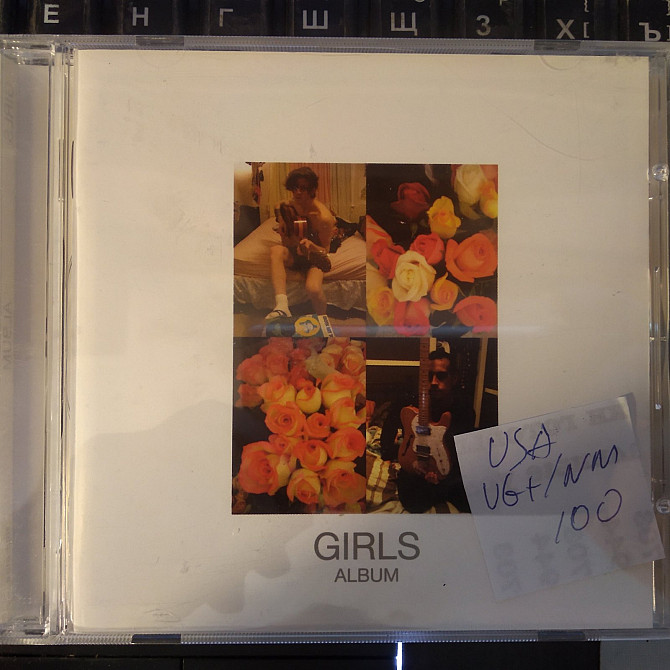 Е Н Г Ш Щ З Х[ Ъ]
GIRLS
ALBUM
USA
VG+/NM
100